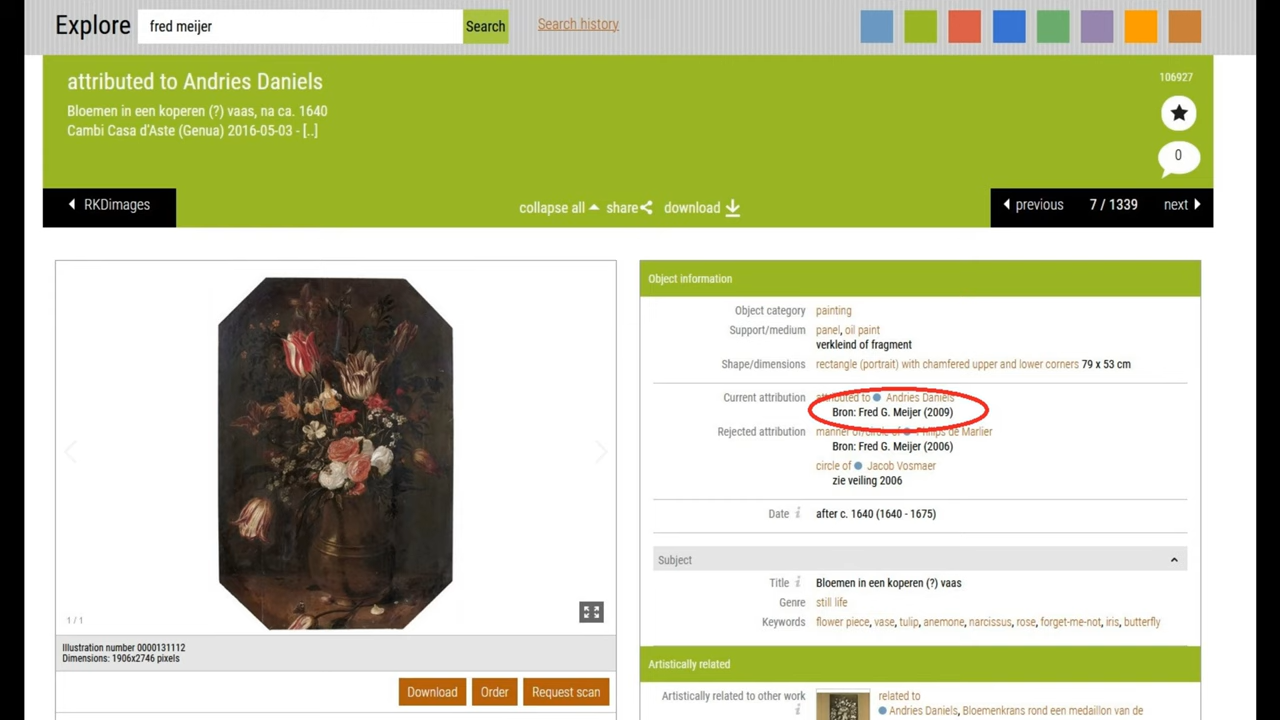 Explore
fred meijer
Search
Search history
attributed to Andries Daniels
106927
Bloemen in een koperen (?) vaas, na ca. 1640
Cambi Casa d'Aste (Genua) 2016-05-03 - [..]
0
RKDimages
collapse all
share
download
previous
7 / 1339
next
Object information
Object category painting
Support/medium panel, oil paint
verkleind of fragment
Shape/dimensions rectangle (portrait) with chamfered upper and lower corners 79 x 53 cm
Current attribution attributed to Andries Daniels
Bron: Fred G. Meijer (2009)
Rejected attribution manner of/circle of Philips de Marlier
Bron: Fred G. Meijer (2006)
circle of Jacob Vosmaer
zie veiling 2006
Date i after c. 1640 (1640 - 1675)
Subject
Title i Bloemen in een koperen (?) vaas
Genre still life
Keywords flower piece, vase, tulip, anemone, narcissus, rose, forget-me-not, iris, butterfly
Artistically related
Artistically related to other work related to
i Andries Daniels, Bloemenkrans rond een medaillon van de
1 / 1
Illustration number 0000131112
Dimensions: 1906x2746 pixels
Download
Order
Request scan